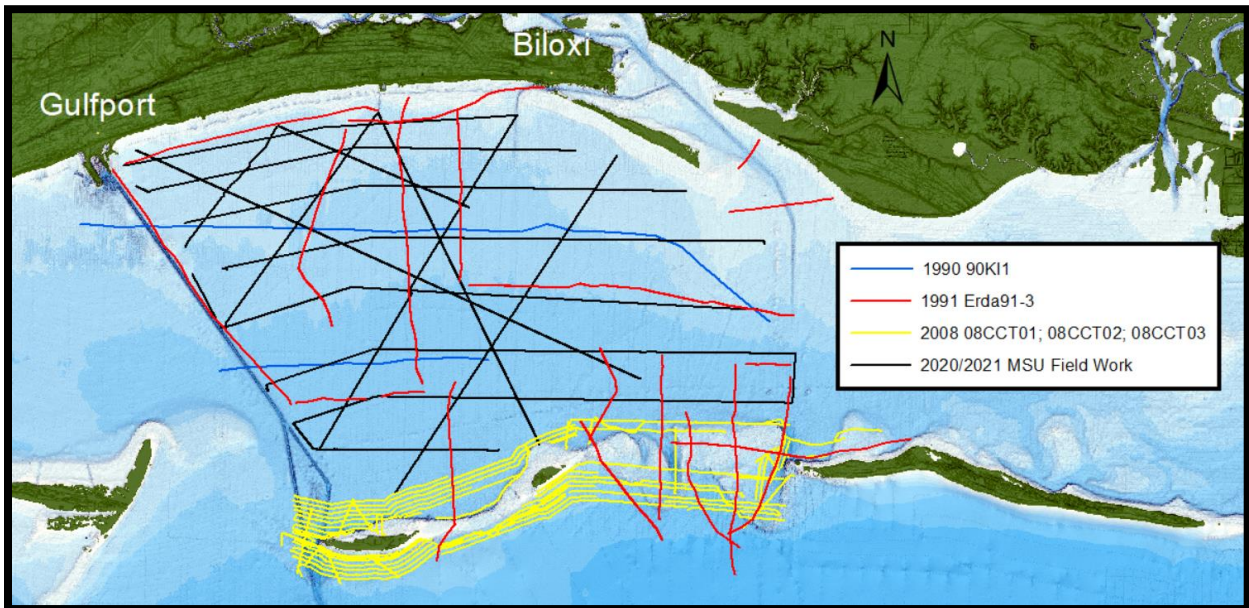 Biloxi
N
Gulfport
1990 90KI1
1991 Erda91-3
2008 08CCT01; 08CCT02; 08CCT03
2020/2021 MSU Field Work